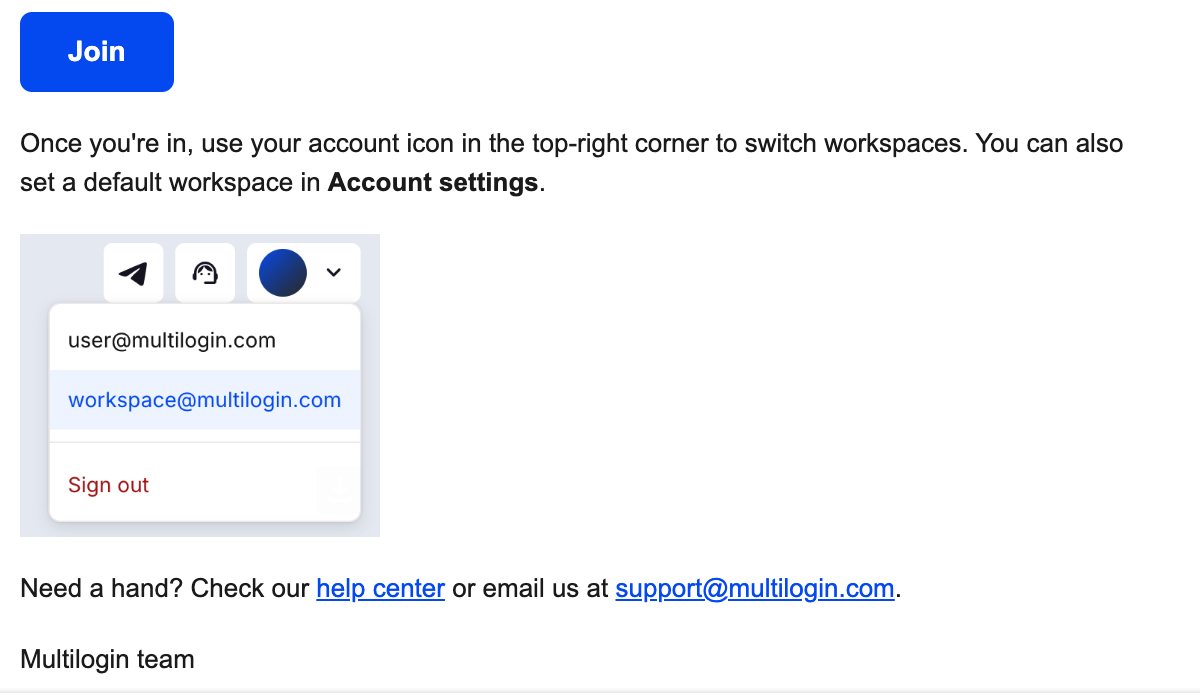 Join
Once you're in, use your account icon in the top-right corner to switch workspaces. You can also
set a default workspace in Account settings.
user@multilogin.com
workspace@multilogin.com
Sign out
Need a hand? Check our help center or email us at support@multilogin.com.
Multilogin team